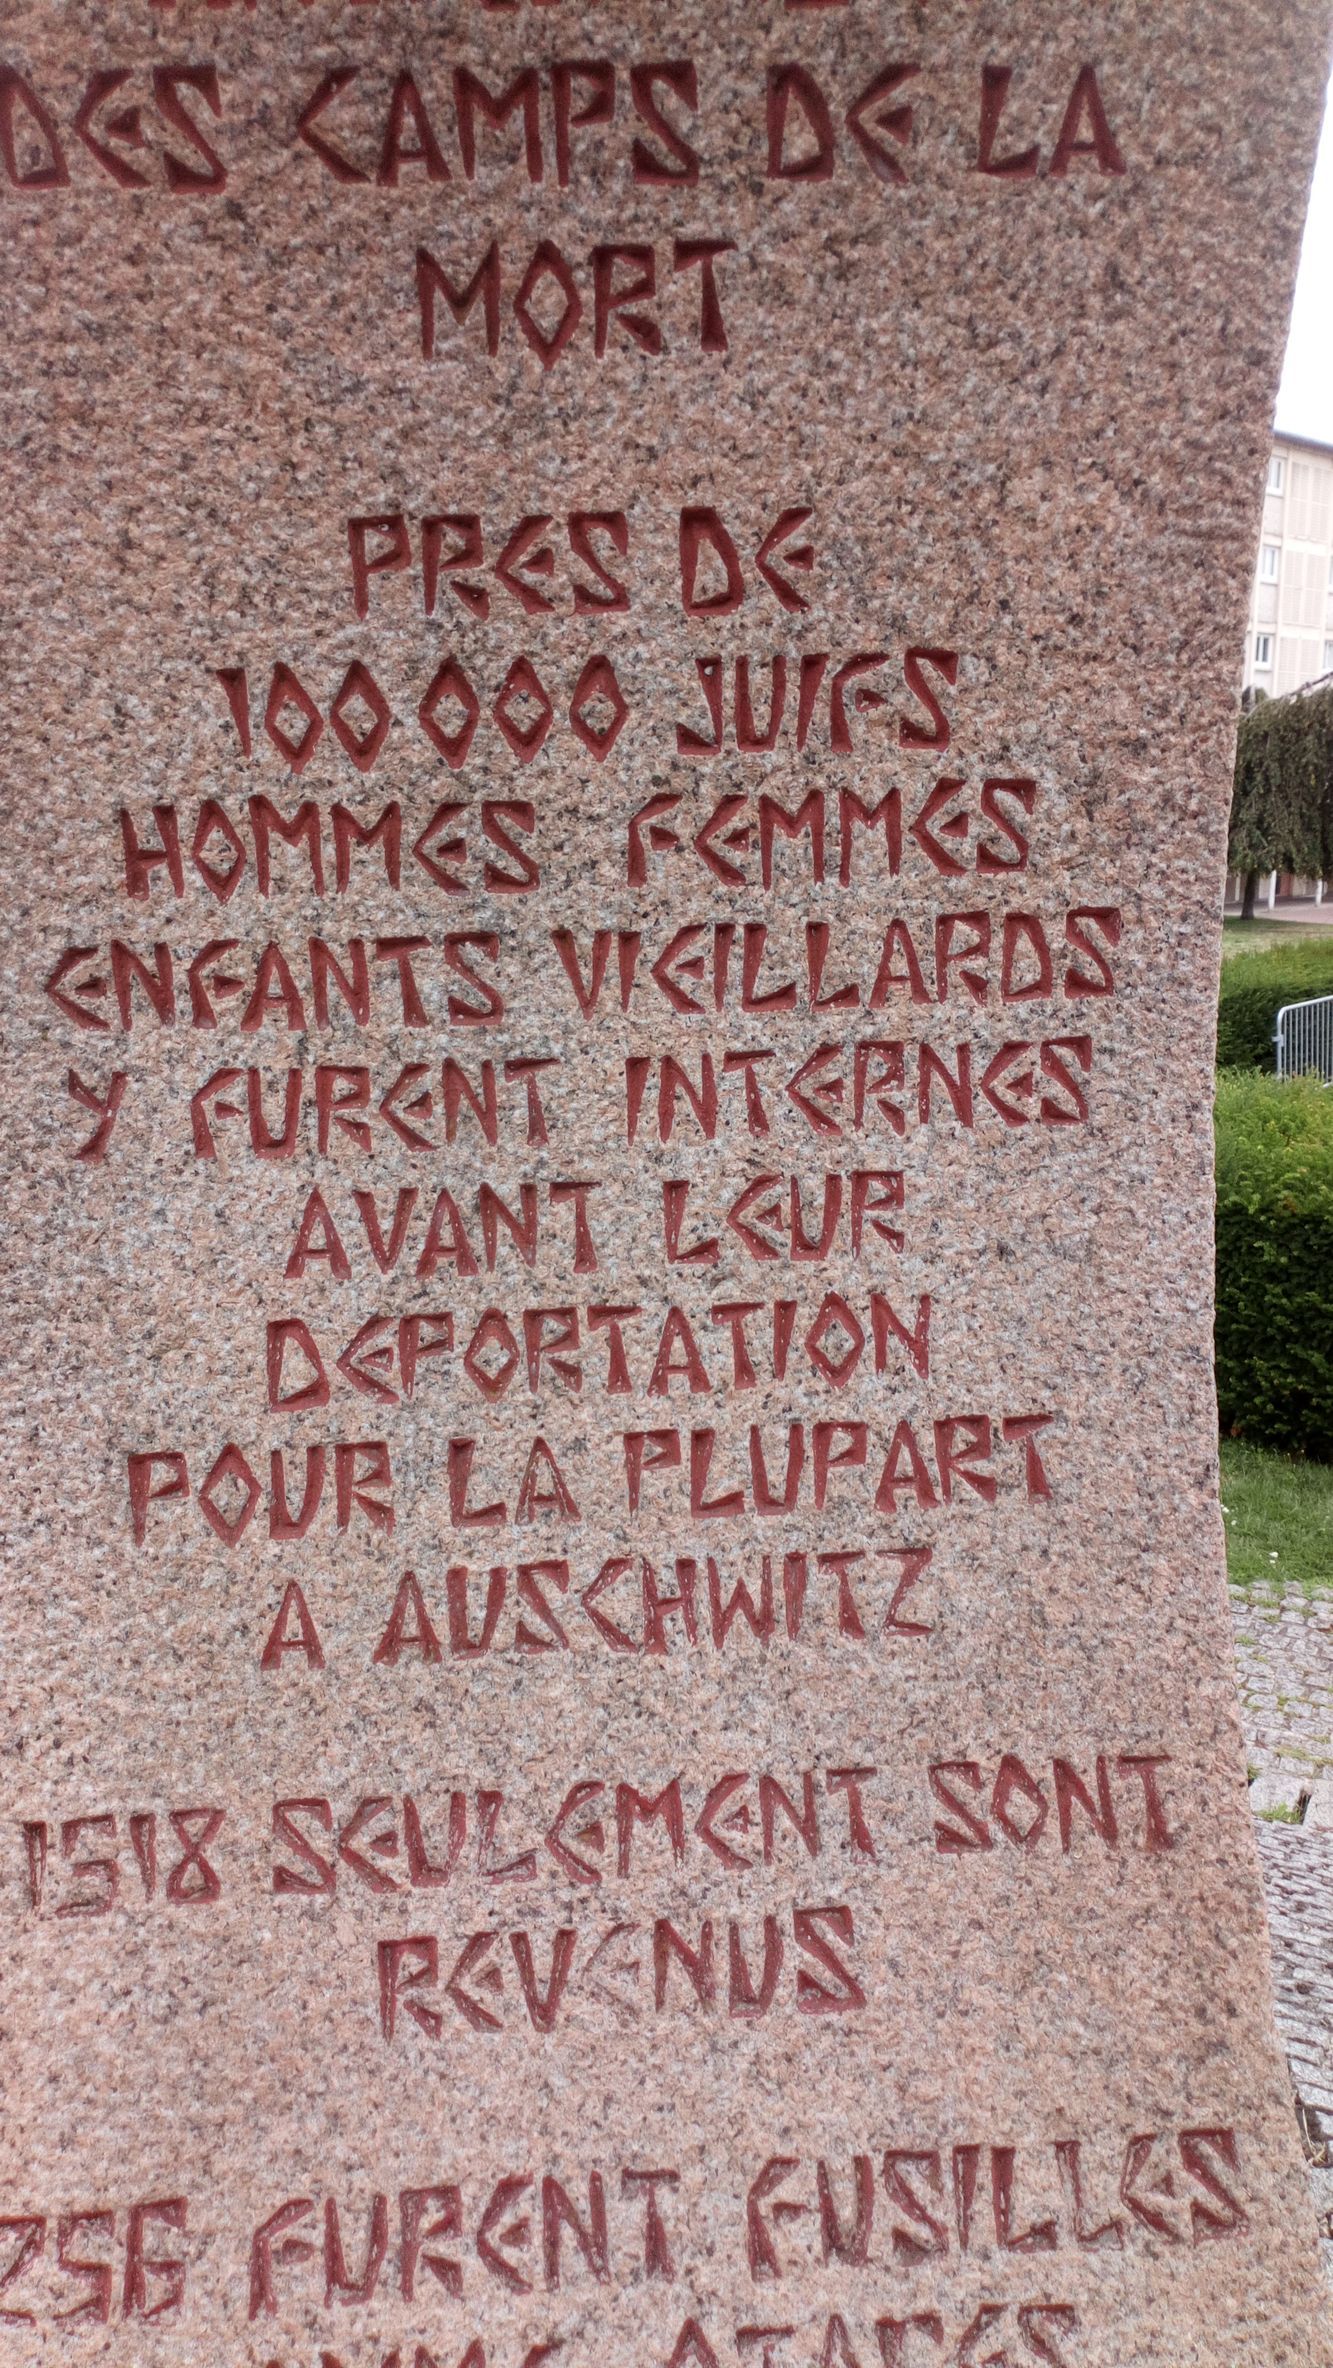 DES CAMPS DE LA
MORT
PRES DE
100 000 JUIFS
HOMMES FEMMES
ENFANTS VIEILLARDS
Y FURENT INTERNES
AVANT LEUR
DEPORTATION
POUR LA PLUPART
A AUSCHWITZ
1518 SEULEMENT SONT
REVENUS
256 FURENT FUSILLES